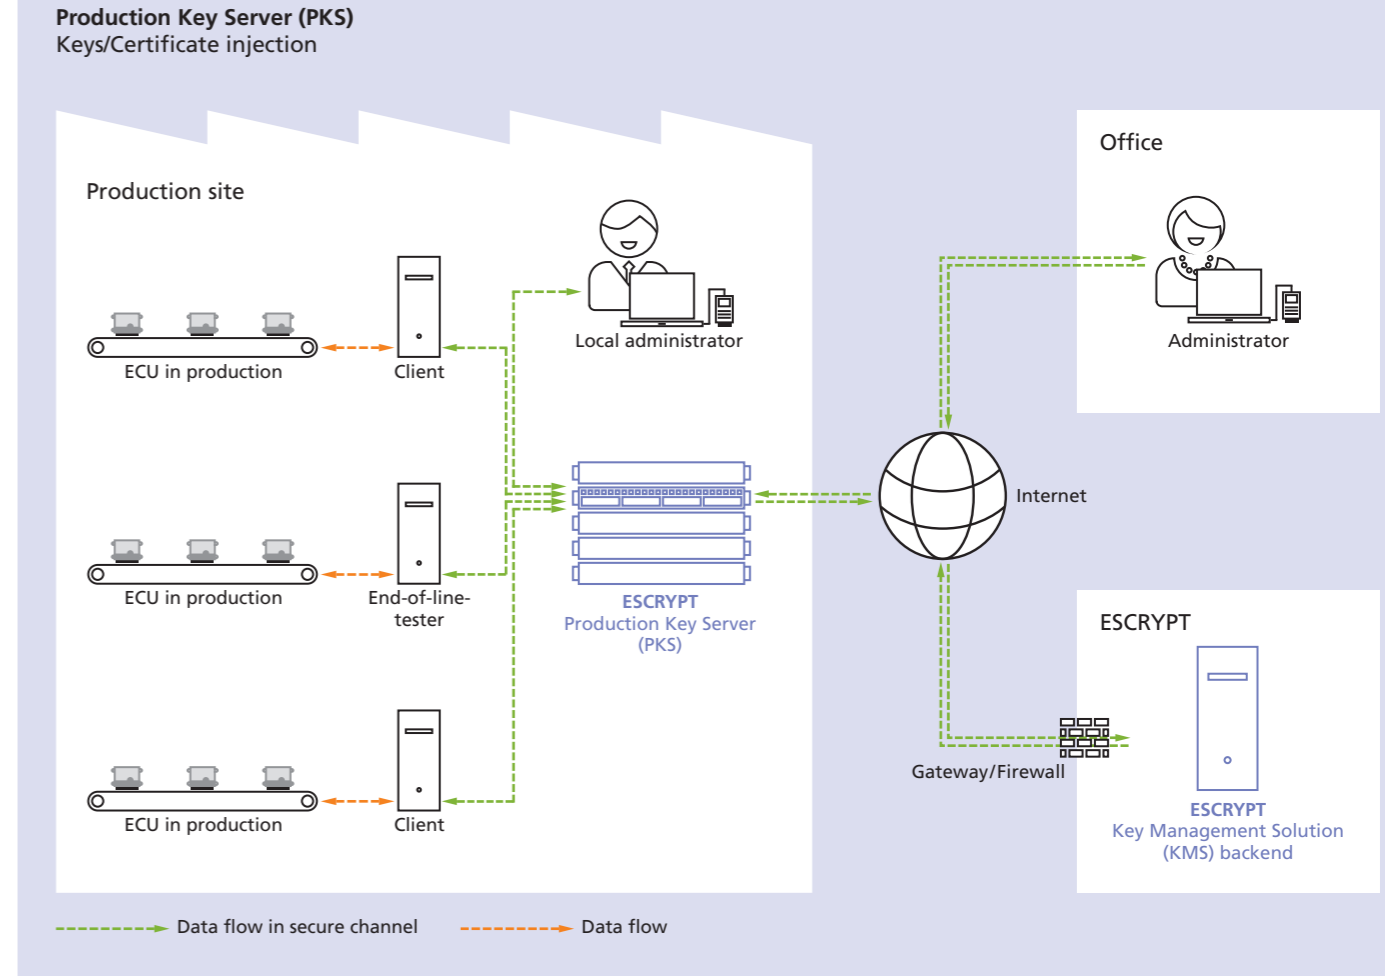 Production Key Server (PKS)
Keys/Certificate injection
Production site
Office
Local administrator
Administrator
ECU in production
Client
Internet
ECU in production
End-of-line-
tester
ESCRYPT
Production Key Server
(PKS)
ESCRYPT
Gateway/Firewall
ECU in production
Client
ESCRYPT
Key Management Solution
(KMS) backend
Data flow in secure channel
Data flow